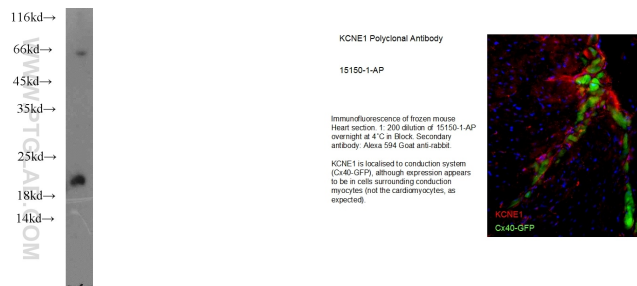 116kd→
66kd→
45kd→
35kd→
25kd→
18kd→
14kd→
WWW.PTGLAB.COM
KCNE1 Polyclonal Antibody
15150-1-AP
Immunofluorescence of frozen mouse
Heart section. 1: 200 dilution of 15150-1-AP
overnight at 4°C in Block. Secondary
antibody: Alexa 594 Goat anti-rabbit.
KCNE1 is localised to conduction system
(Cx40-GFP), although expression appears
to be in cells surrounding conduction
myocytes (not the cardiomyocytes, as
expected).
KCNE1
Cx40-GFP